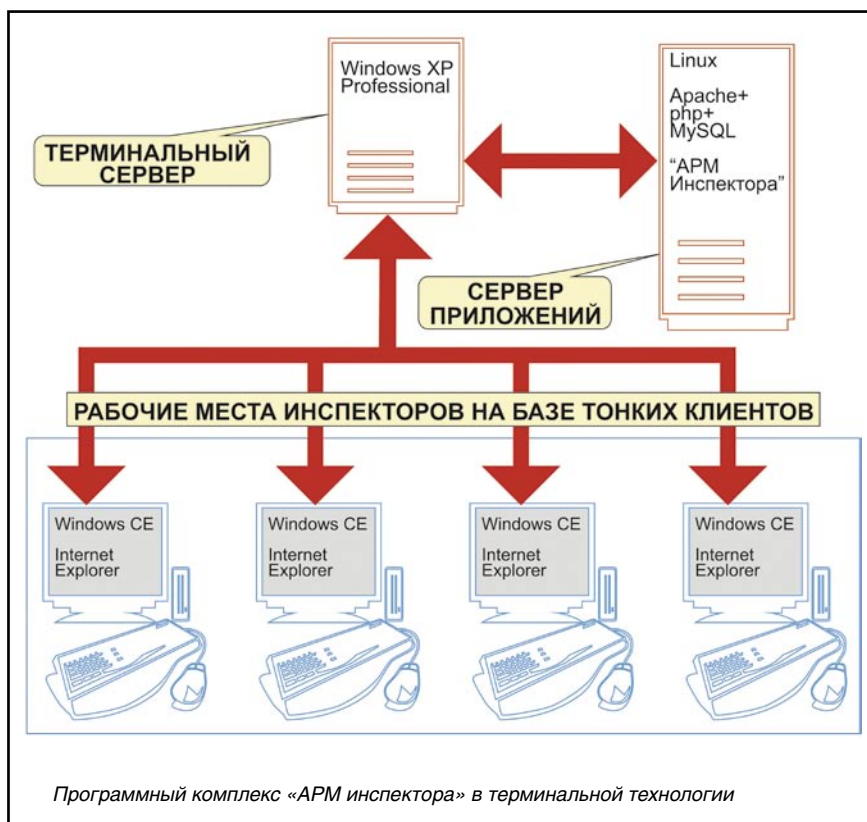 Windows XP
Professional
Linux
Apache+
php+
MySQL
“АРМ
Инспектора”
ТЕРМИНАЛЬНЫЙ
СЕРВЕР
СЕРВЕР
ПРИЛОЖЕНИЙ
РАБОЧИЕ МЕСТА ИНСПЕКТОРОВ НА БАЗЕ ТОНКИХ КЛИЕНТОВ
Windows CE
Internet
Explorer
Windows CE
Internet
Explorer
Windows CE
Internet
Explorer
Windows CE
Internet
Explorer
Программный комплекс «АРМ инспектора» в терминальной технологии